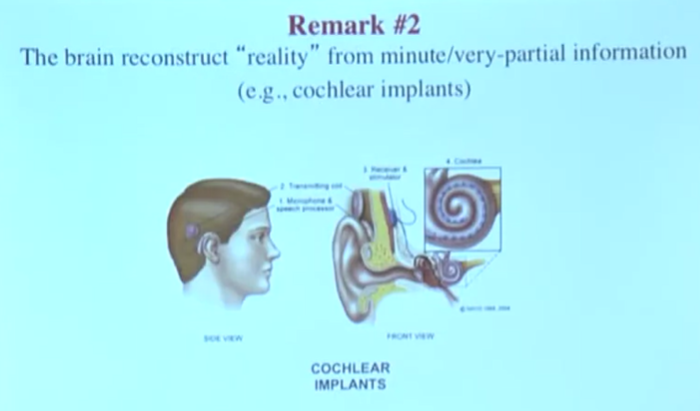 Remark #2
The brain reconstruct “reality” from minute/very-partial information
(e.g., cochlear implants)
4. Cochlea
3. Receiver &
stimulator
2. Transmitting coil
1. Microphone &
speech processor
SIDE VIEW
FRONT VIEW
COCHLEAR
IMPLANTS